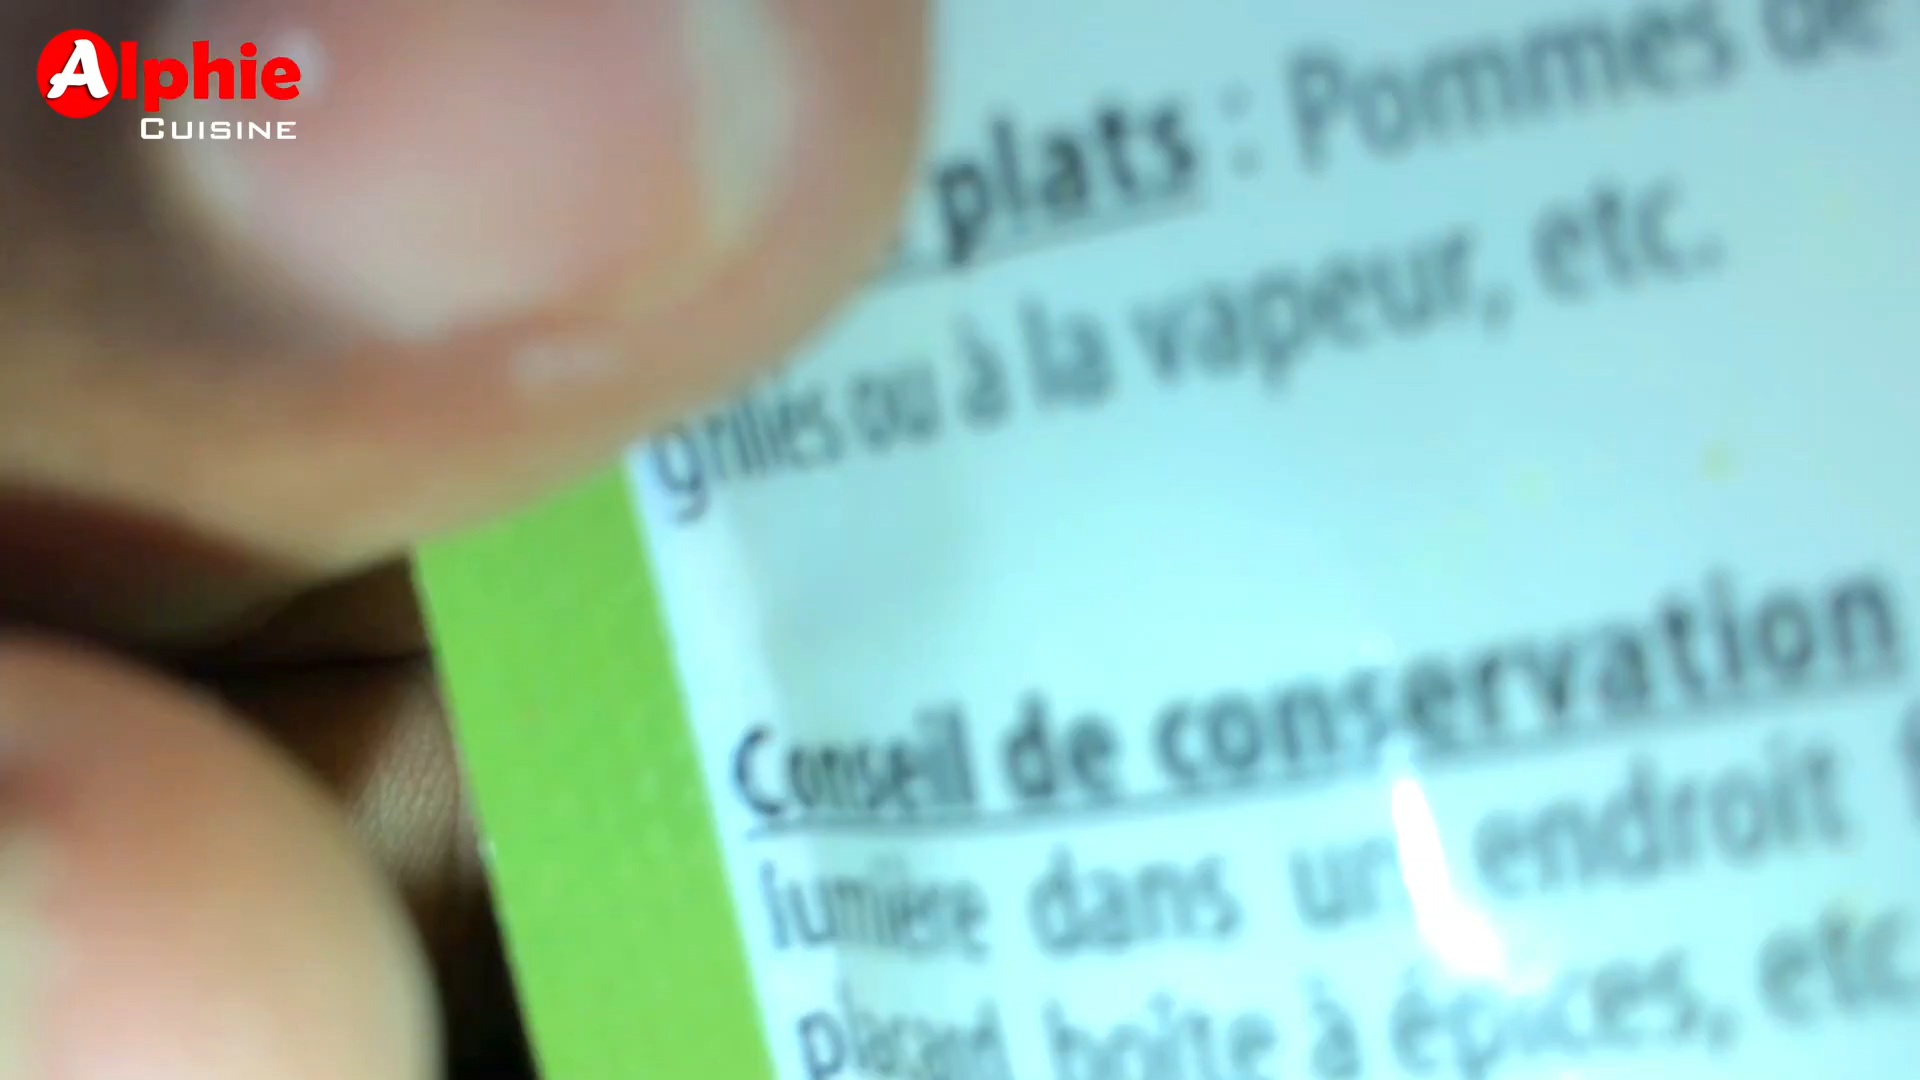 Alphie
CUISINE
plats : Pommes de
grillés ou à la vapeur, etc.
Conseil de conservation
lumière dans un endroit
placard boîte à épices, etc.